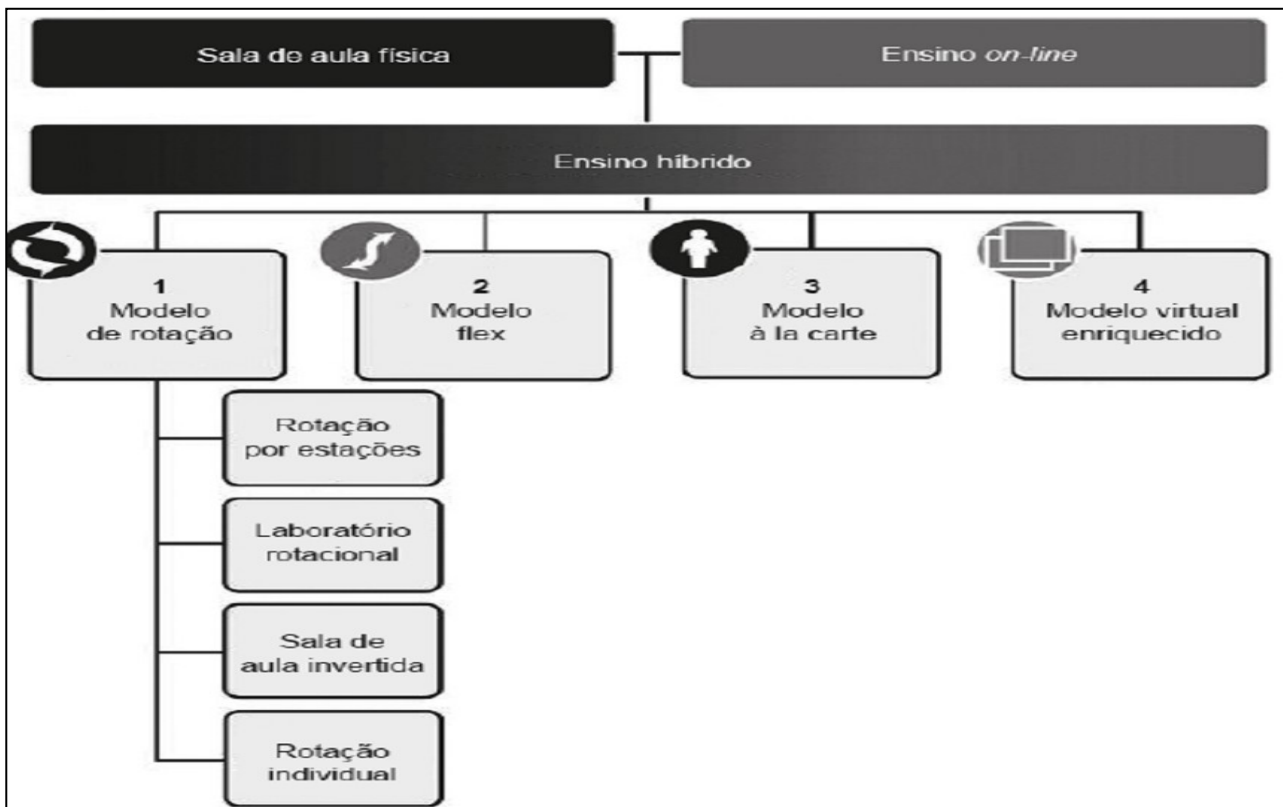 Sala de aula física
Ensino on-line
Ensino híbrido
1
Modelo
de rotação
2
Modelo
flex
3
Modelo
à la carte
4
Modelo virtual
enriquecido
Rotação
por estações
Laboratório
rotacional
Sala de
aula invertida
Rotação
individual